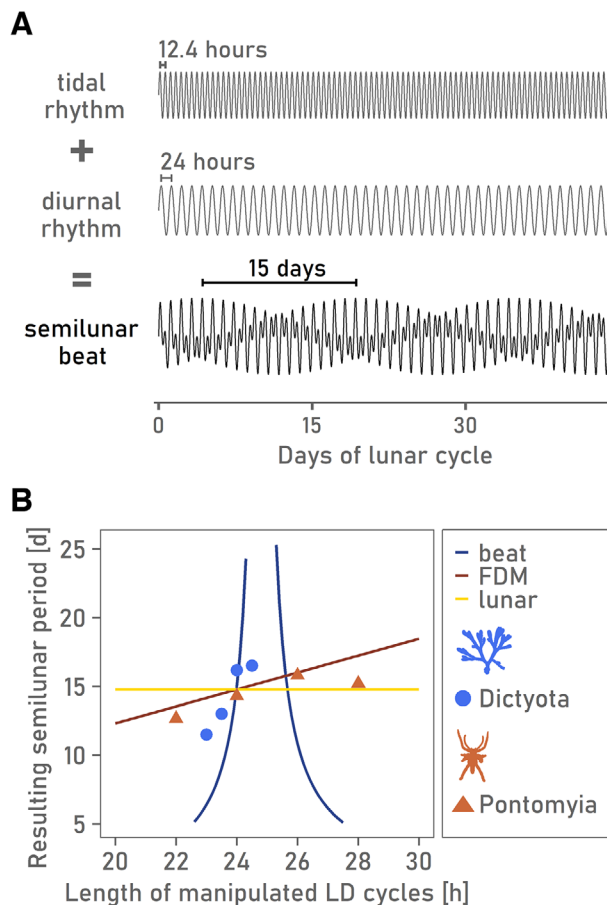 A
12.4 hours
tidal
rhythm
+
24 hours
diurnal
rhythm
=
15 days
semilunar
beat
0
15
30
Days of lunar cycle
B
Resulting semilunar period [d]
25
20
15
10
5
20
22
24
26
28
30
Length of manipulated LD cycles [h]
beat
FDM
lunar
Dictyota
Pontomyia